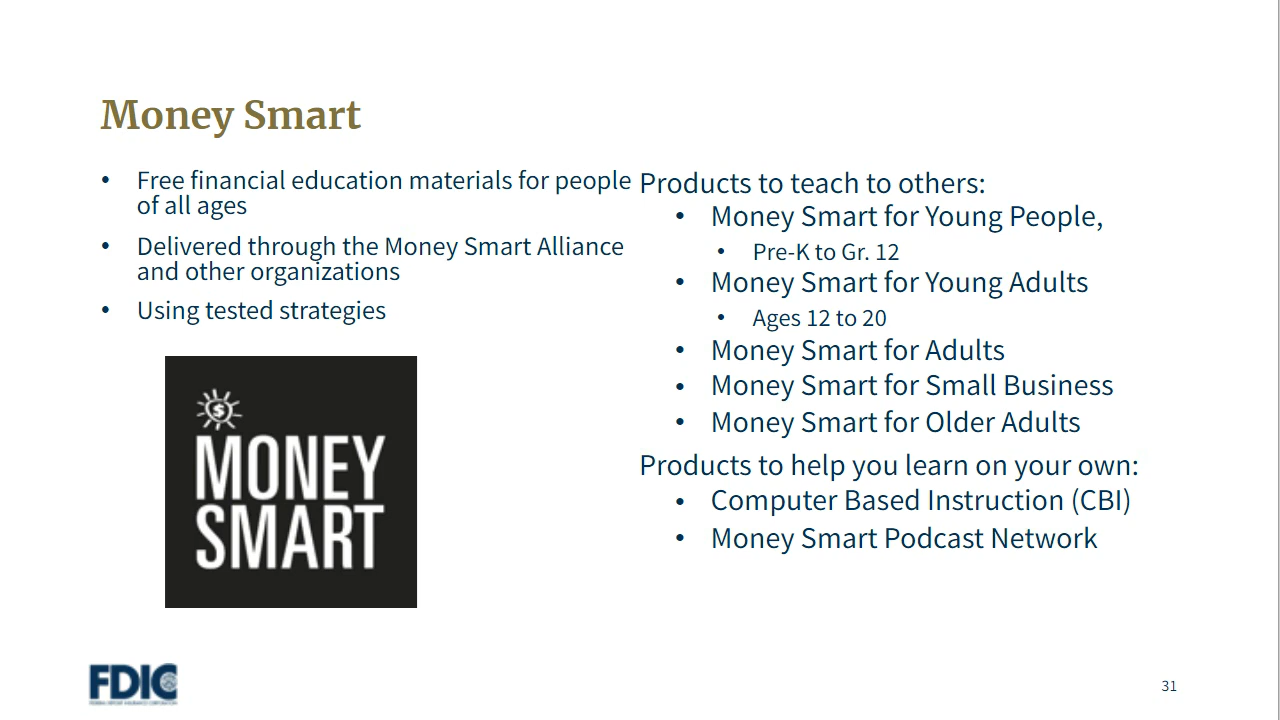 Money Smart
• Free financial education materials for people
of all ages
• Delivered through the Money Smart Alliance
and other organizations
• Using tested strategies
$
MONEY
SMART
Products to teach to others:
• Money Smart for Young People,
• Pre-K to Gr. 12
• Money Smart for Young Adults
• Ages 12 to 20
• Money Smart for Adults
• Money Smart for Small Business
• Money Smart for Older Adults
Products to help you learn on your own:
• Computer Based Instruction (CBI)
• Money Smart Podcast Network
FDIC
31